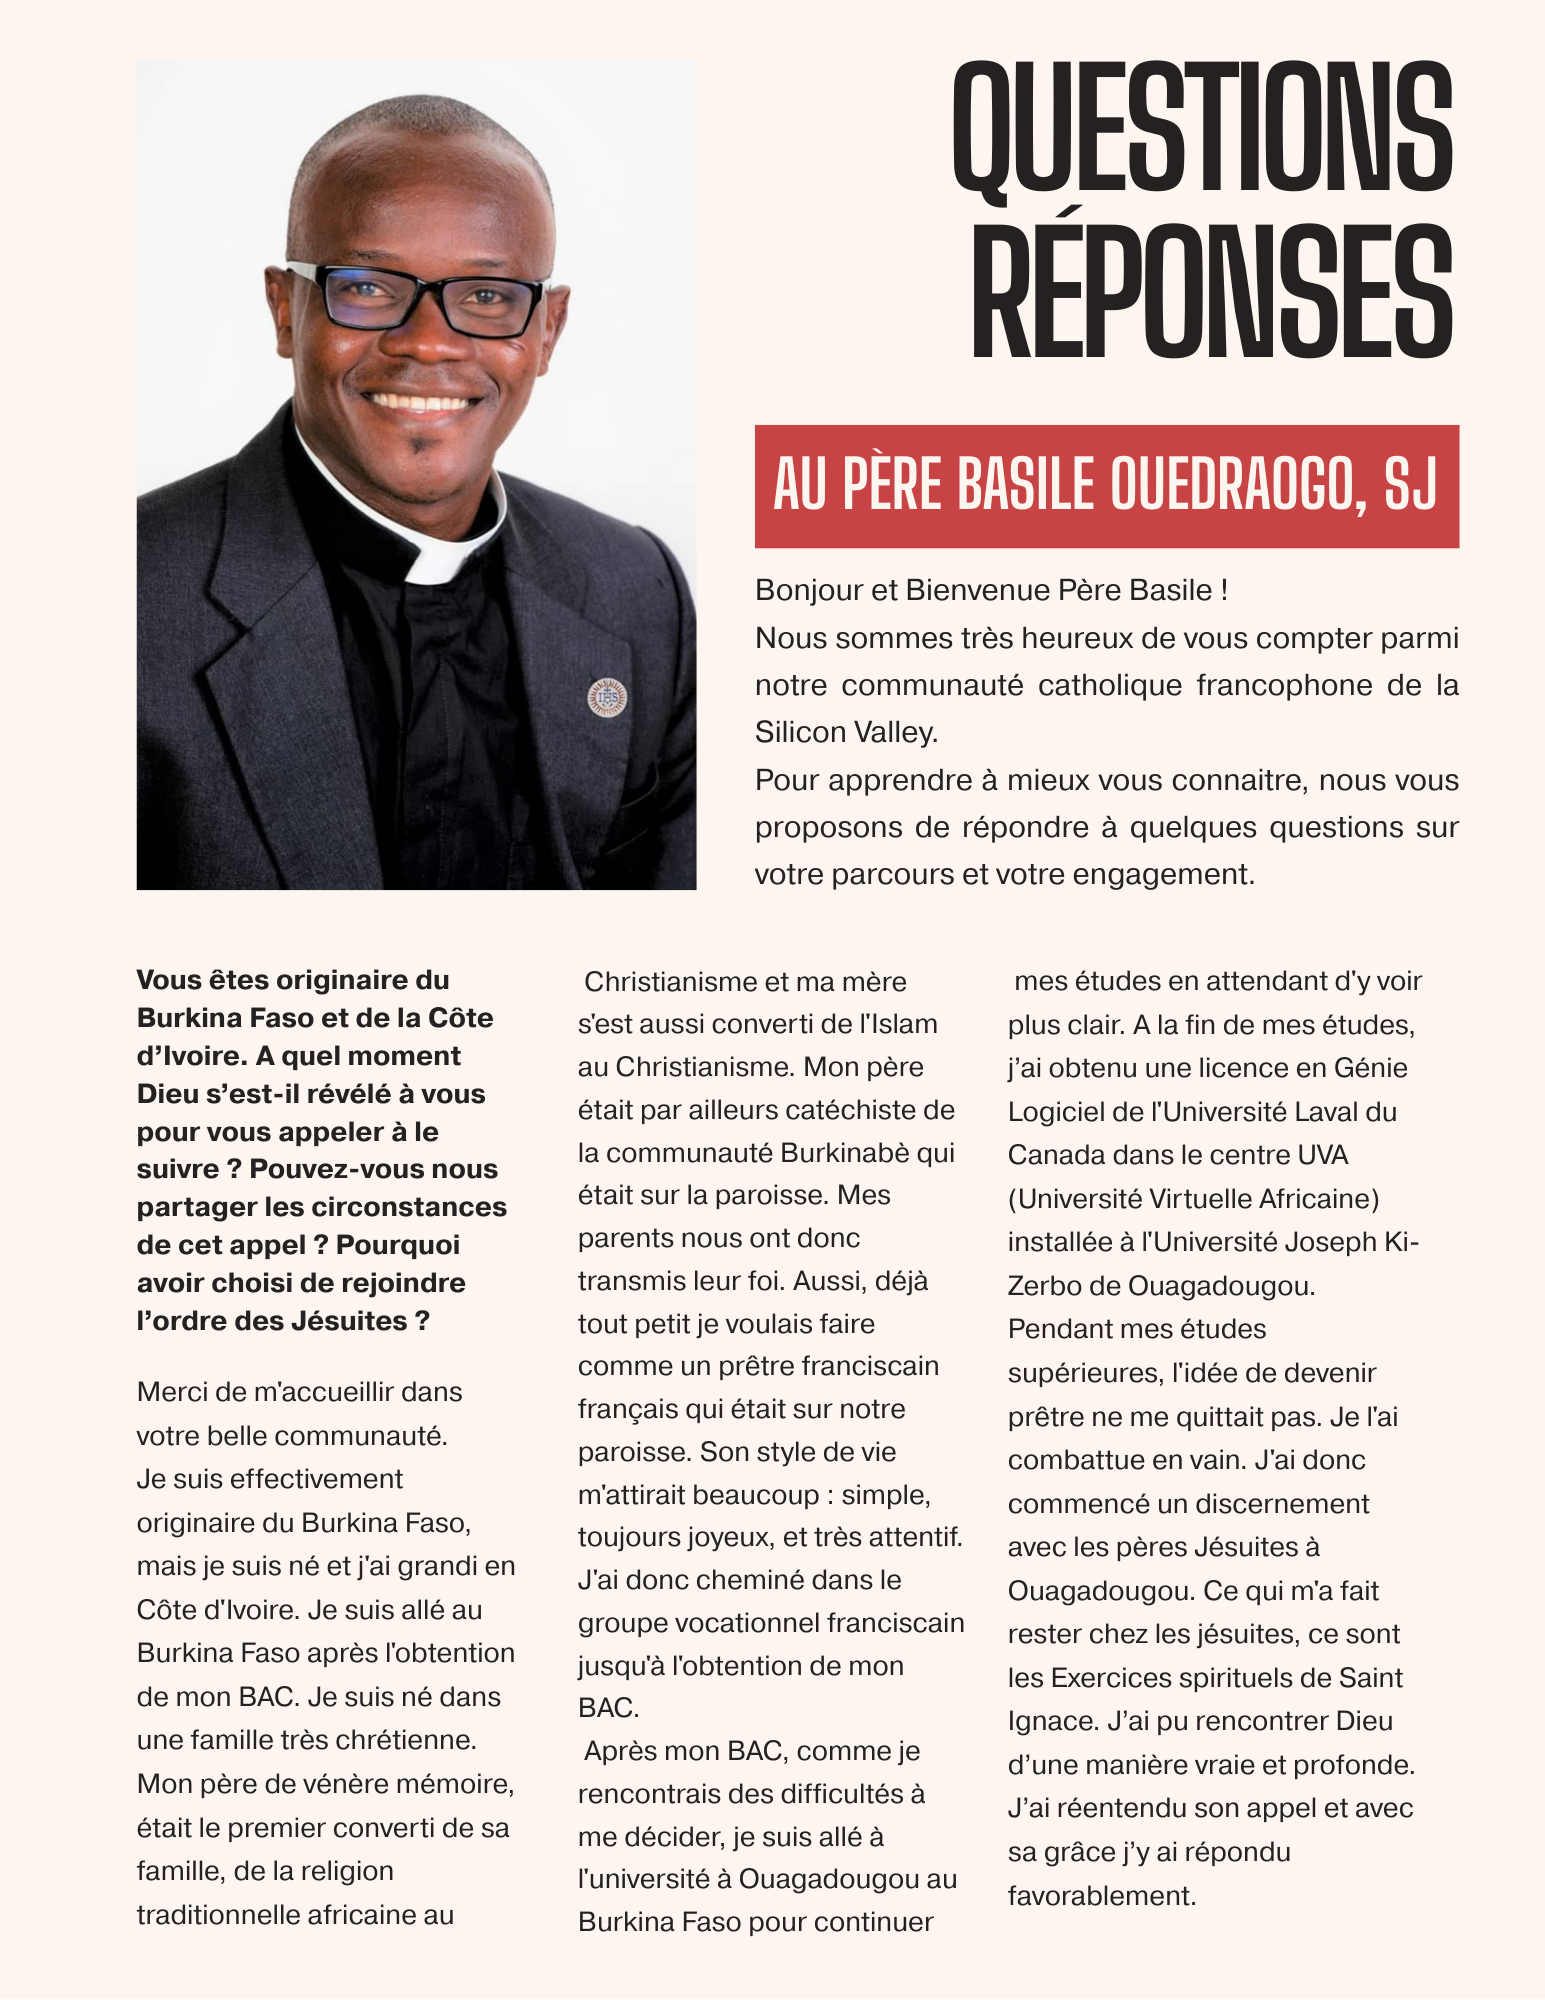 QUESTIONS
RÉPONSES
AU PÈRE BASILE OUEDRAOGO, SJ
Bonjour et Bienvenue Père Basile !
Nous sommes très heureux de vous compter parmi
notre communauté catholique francophone de la
Silicon Valley.
Pour apprendre à mieux vous connaitre, nous vous
proposons de répondre à quelques questions sur
votre parcours et votre engagement.
IHS
Vous êtes originaire du
Burkina Faso et de la Côte
d’Ivoire. A quel moment
Dieu s’est-il révélé à vous
pour vous appeler à le
suivre ? Pouvez-vous nous
partager les circonstances
de cet appel ? Pourquoi
avoir choisi de rejoindre
l’ordre des Jésuites ?
Merci de m'accueillir dans
votre belle communauté.
Je suis effectivement
originaire du Burkina Faso,
mais je suis né et j'ai grandi en
Côte d'Ivoire. Je suis allé au
Burkina Faso après l'obtention
de mon BAC. Je suis né dans
une famille très chrétienne.
Mon père de vénère mémoire,
était le premier converti de sa
famille, de la religion
traditionnelle africaine au
Christianisme et ma mère
s'est aussi converti de l'Islam
au Christianisme. Mon père
était par ailleurs catéchiste de
la communauté Burkinabè qui
était sur la paroisse. Mes
parents nous ont donc
transmis leur foi. Aussi, déjà
tout petit je voulais faire
comme un prêtre franciscain
français qui était sur notre
paroisse. Son style de vie
m'attirait beaucoup : simple,
toujours joyeux, et très attentif.
J'ai donc cheminé dans le
groupe vocationnel franciscain
jusqu'à l'obtention de mon
BAC.
Après mon BAC, comme je
rencontrais des difficultés à
me décider, je suis allé à
l'université à Ouagadougou au
Burkina Faso pour continuer
mes études en attendant d'y voir
plus clair. A la fin de mes études,
j’ai obtenu une licence en Génie
Logiciel de l'Université Laval du
Canada dans le centre UVA
(Université Virtuelle Africaine)
installée à l'Université Joseph Ki-
Zerbo de Ouagadougou.
Pendant mes études
supérieures, l'idée de devenir
prêtre ne me quittait pas. Je l'ai
combattue en vain. J'ai donc
commencé un discernement
avec les pères Jésuites à
Ouagadougou. Ce qui m'a fait
rester chez les jésuites, ce sont
les Exercices spirituels de Saint
Ignace. J’ai pu rencontrer Dieu
d’une manière vraie et profonde.
J’ai réentendu son appel et avec
sa grâce j’y ai répondu
favorablement.